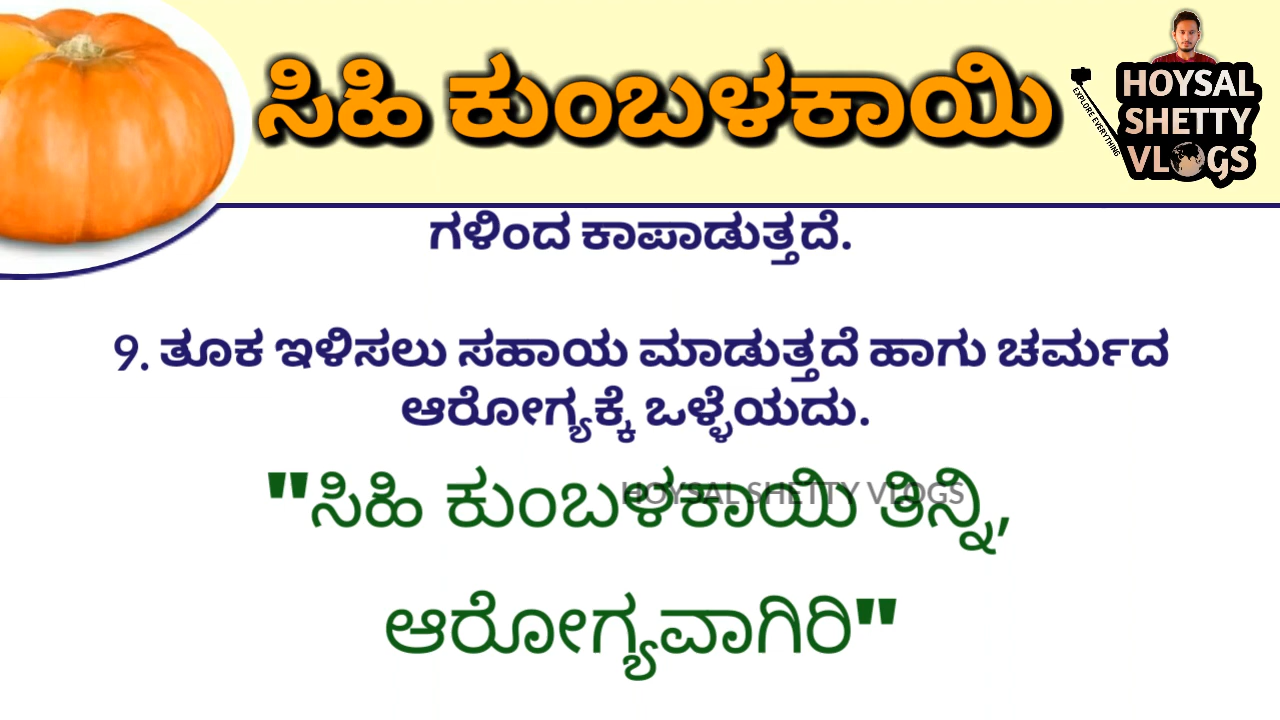 ಸಿಹಿ ಕುಂಬಳಕಾಯಿ
HOYSAL
SHETTY
VLOGS
EXPLORE EVERYTHING
ಗಳಿಂದ ಕಾಪಾಡುತ್ತದೆ.
9. ತೂಕ ಇಳಿಸಲು ಸಹಾಯ ಮಾಡುತ್ತದೆ ಹಾಗು ಚರ್ಮದ
ಆರೋಗ್ಯಕ್ಕೆ ಒಳ್ಳೆಯದು.
"ಸಿಹಿ ಕುಂಬಳಕಾಯಿ ತಿನ್ನಿ,
HOYSAL SHETTY VLOGS
ಆರೋಗ್ಯವಾಗಿರಿ"